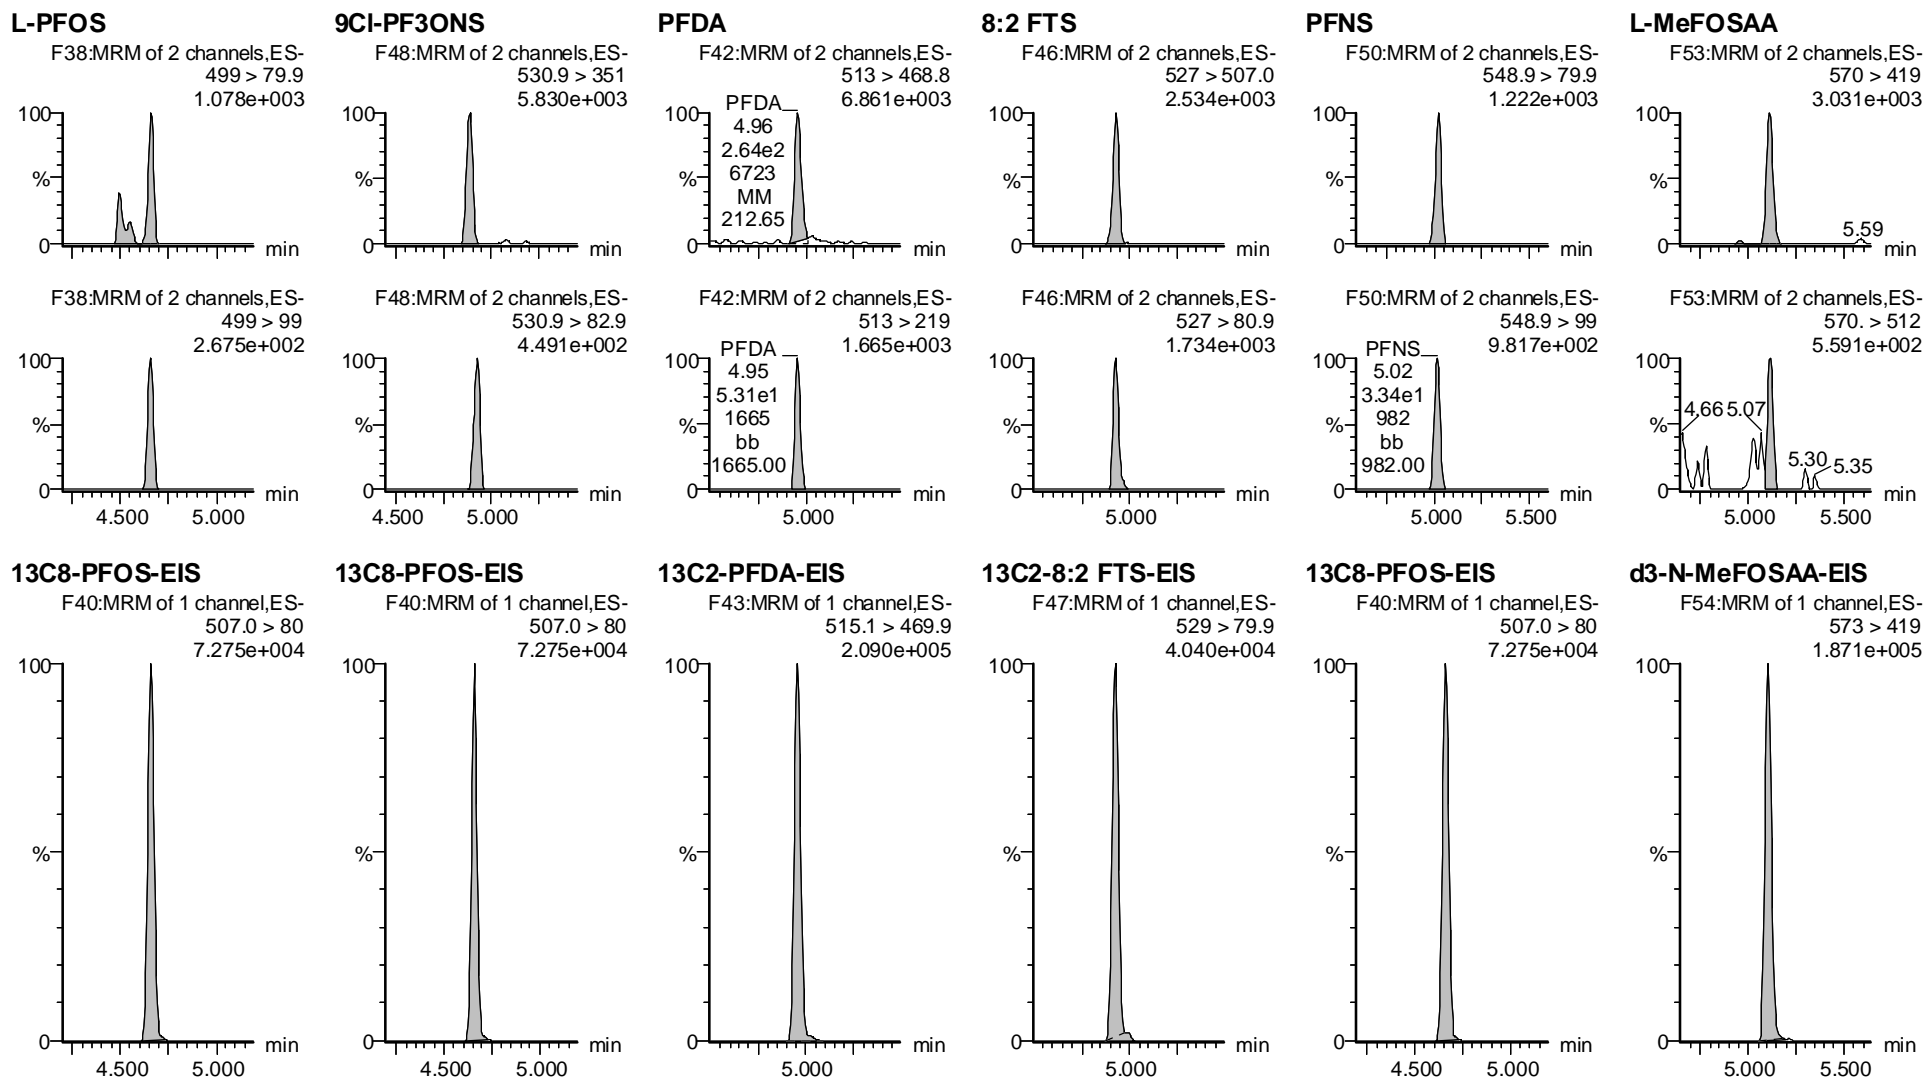 L-PFOS
F38:MRM of 2 channels,ES-
499 > 79.9
1.078e+003
100
%
0
min
9Cl-PF3ONS
F48:MRM of 2 channels,ES-
530.9 > 351
5.830e+003
100
%
0
min
PFDA
F42:MRM of 2 channels,ES-
513 > 468.8
6.861e+003
PFDA
4.96
2.64e2
6723
MM
212.65
100
%
0
min
8:2 FTS
F46:MRM of 2 channels,ES-
527 > 507.0
2.534e+003
100
%
0
min
PFNS
F50:MRM of 2 channels,ES-
548.9 > 79.9
1.222e+003
100
%
0
min
L-MeFOSAA
F53:MRM of 2 channels,ES-
570 > 419
3.031e+003
100
%
0
5.59
min
F38:MRM of 2 channels,ES-
499 > 99
2.675e+002
100
%
0
min
4.500 5.000
F48:MRM of 2 channels,ES-
530.9 > 82.9
4.491e+002
100
%
0
min
4.500 5.000
F42:MRM of 2 channels,ES-
513 > 219
1.665e+003
PFDA
4.95
5.31e1
1665
bb
1665.00
100
%
0
min
5.000
F46:MRM of 2 channels,ES-
527 > 80.9
1.734e+003
100
%
0
min
5.000
F50:MRM of 2 channels,ES-
548.9 > 99
9.817e+002
PFNS
5.02
3.34e1
982
bb
982.00
100
%
0
min
5.000 5.500
F53:MRM of 2 channels,ES-
570. > 512
5.591e+002
100
%
0
4.66 5.07
5.30 5.35
min
5.000 5.500
13C8-PFOS-EIS
F40:MRM of 1 channel,ES-
507.0 > 80
7.275e+004
100
%
0
min
4.500 5.000
13C8-PFOS-EIS
F40:MRM of 1 channel,ES-
507.0 > 80
7.275e+004
100
%
0
min
4.500 5.000
13C2-PFDA-EIS
F43:MRM of 1 channel,ES-
515.1 > 469.9
2.090e+005
100
%
0
min
5.000
13C2-8:2 FTS-EIS
F47:MRM of 1 channel,ES-
529 > 79.9
4.040e+004
100
%
0
min
5.000
13C8-PFOS-EIS
F40:MRM of 1 channel,ES-
507.0 > 80
7.275e+004
100
%
0
min
4.500 5.000
d3-N-MeFOSAA-EIS
F54:MRM of 1 channel,ES-
573 > 419
1.871e+005
100
%
0
min
5.000 5.500